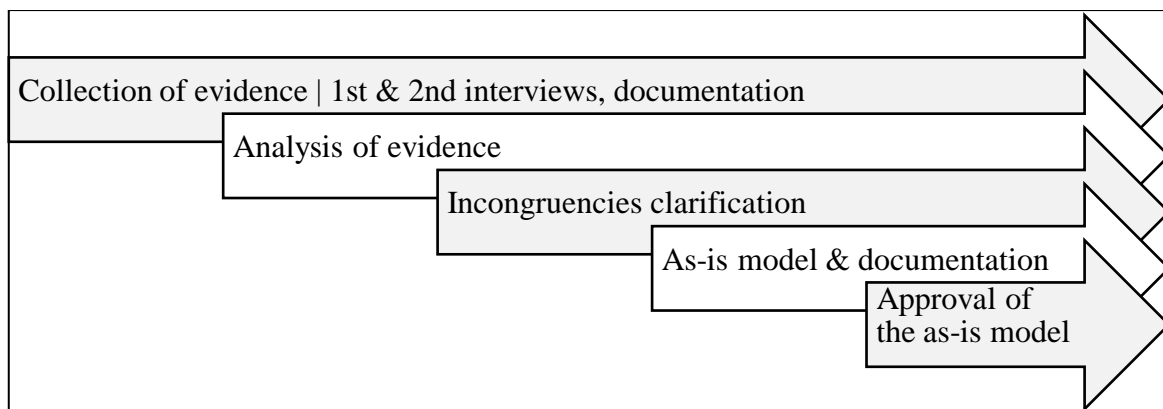 Collection of evidence | 1st & 2nd interviews, documentation
Analysis of evidence
Incongruencies clarification
As-is model & documentation
Approval of
the as-is model